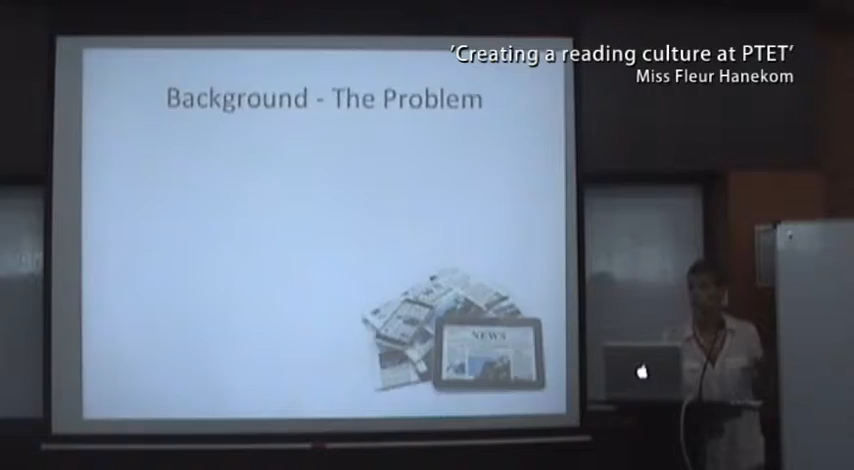 'Creating a reading culture at PTET'
Miss Fleur Hanekom
Background - The Problem
NEWS